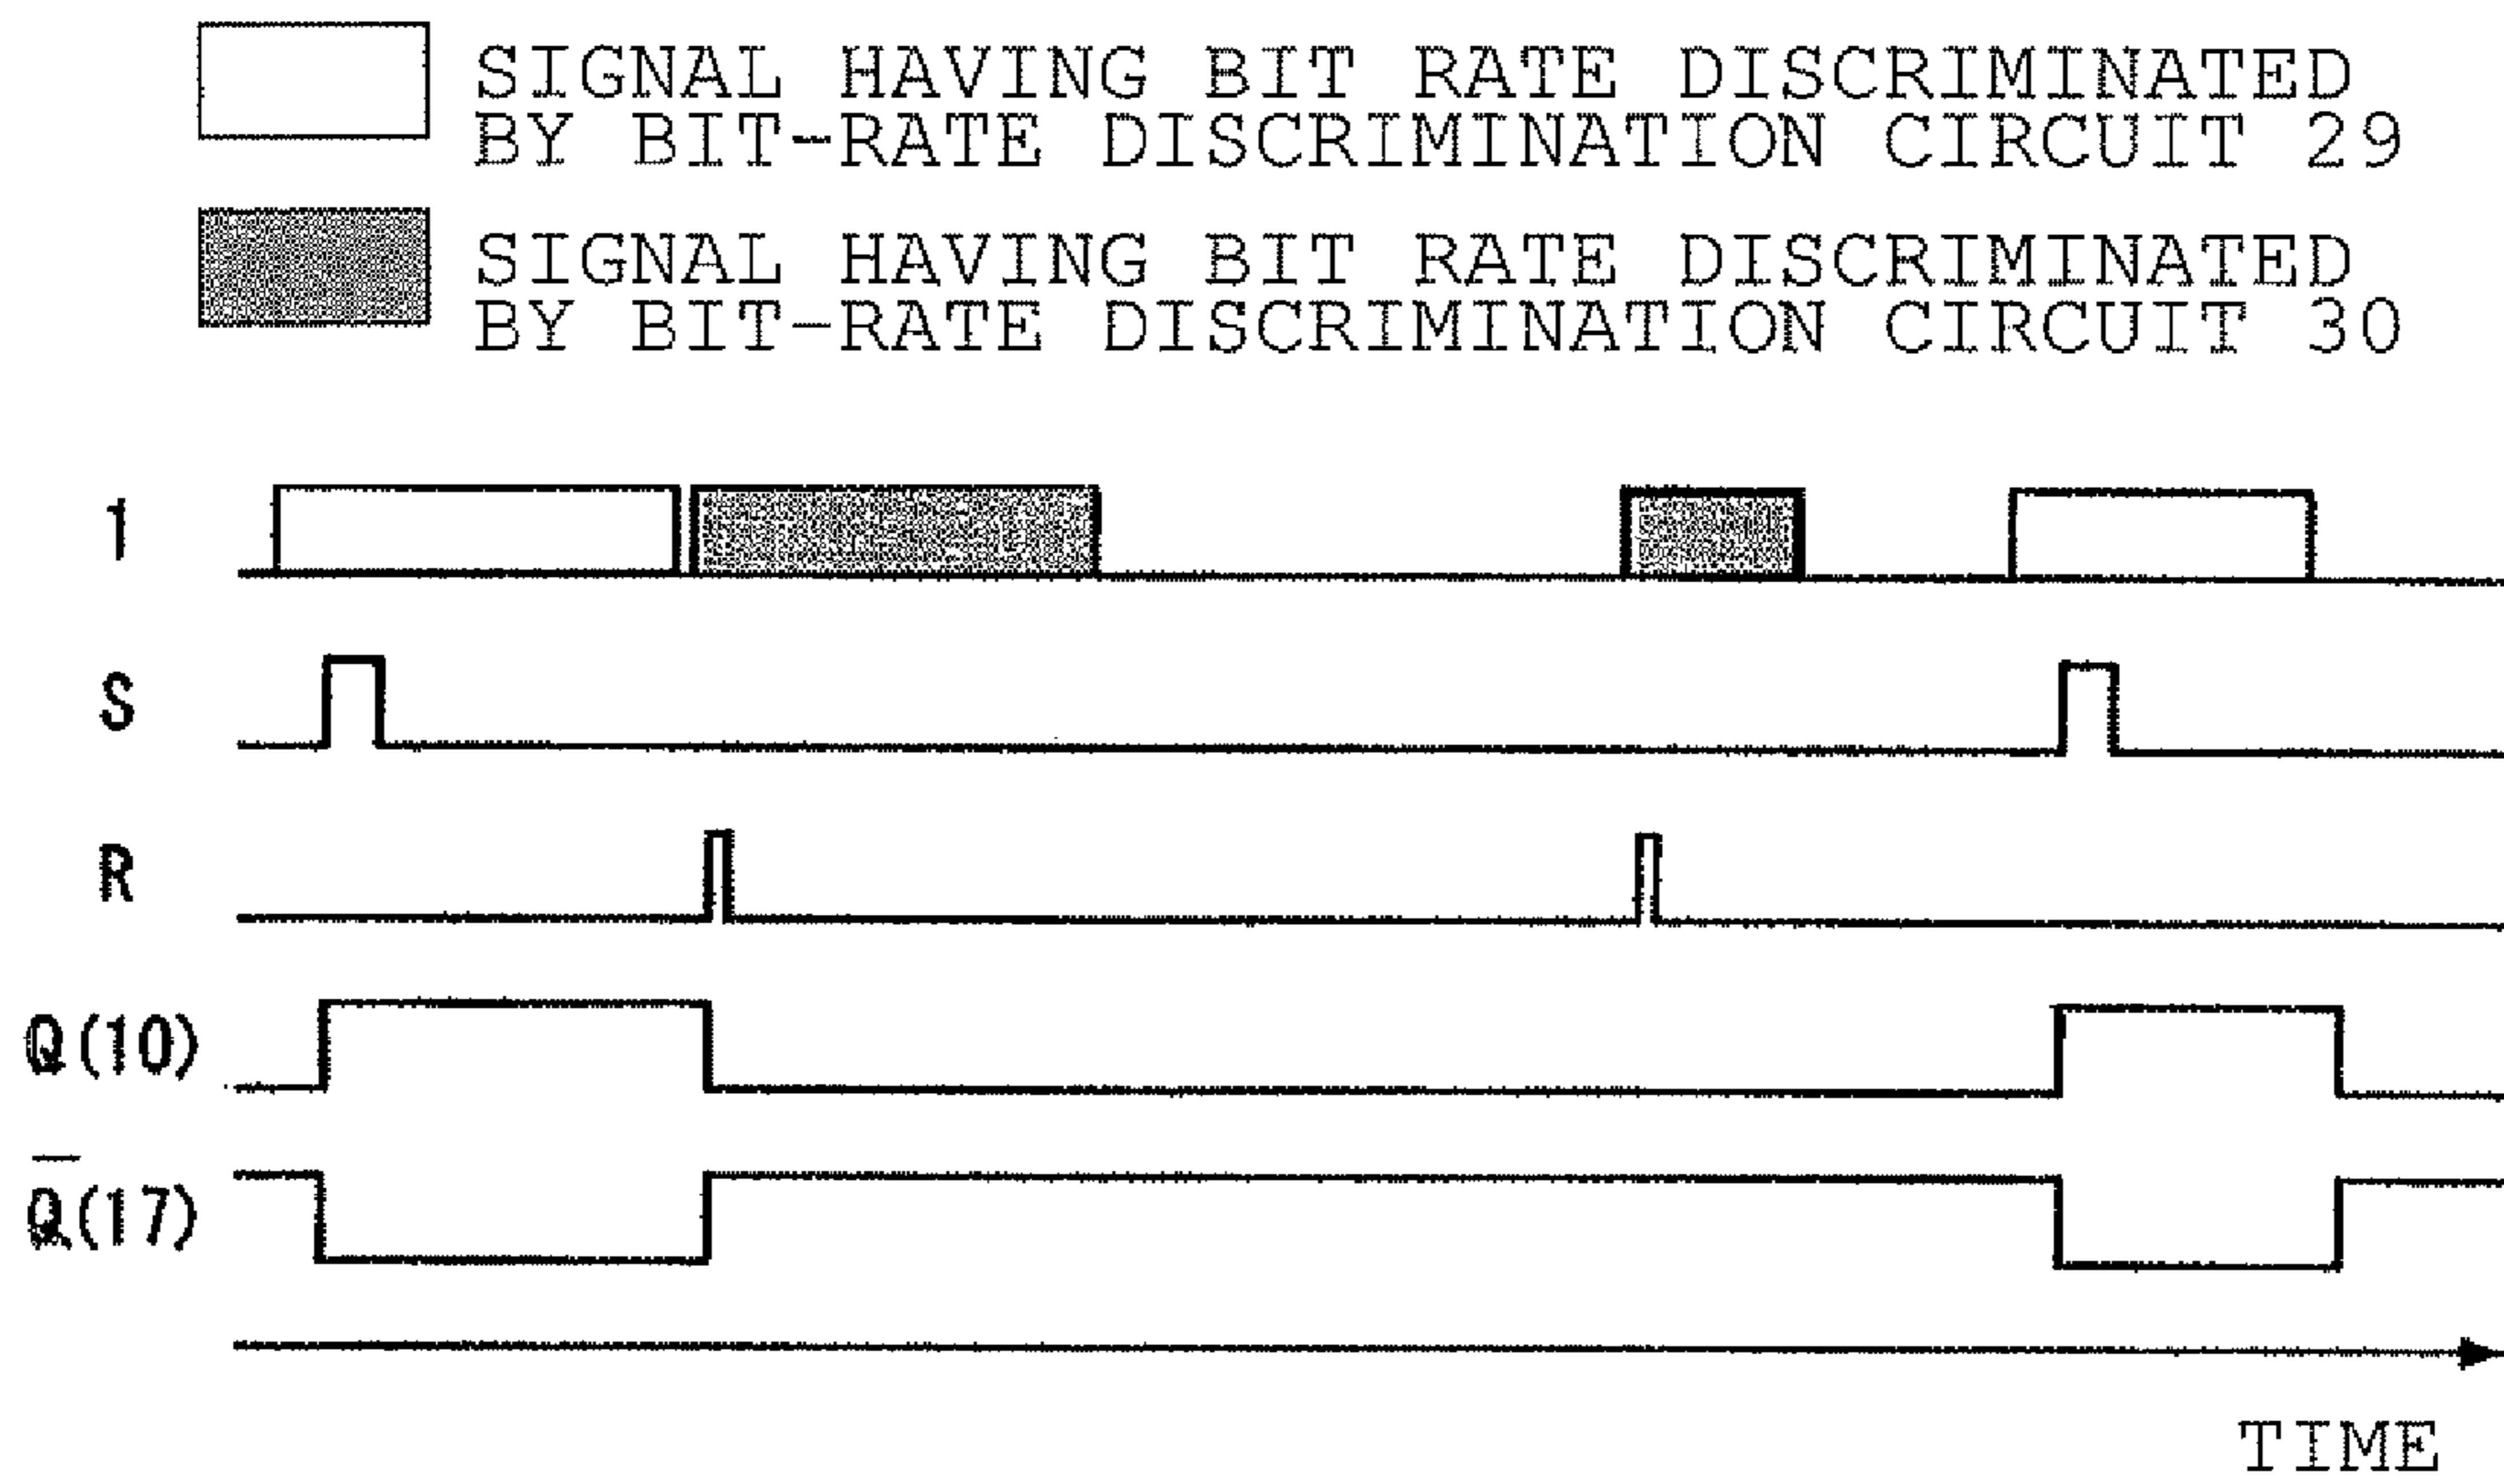 SIGNAL HAVING BIT RATE DISCRIMINATED
BY BIT-RATE DISCRIMINATION CIRCUIT 29
SIGNAL HAVING BIT RATE DISCRIMINATED
BY BIT-RATE DISCRIMINATION CIRCUIT 30
1
S
R
Q(10)
Q̅(17)
TIME